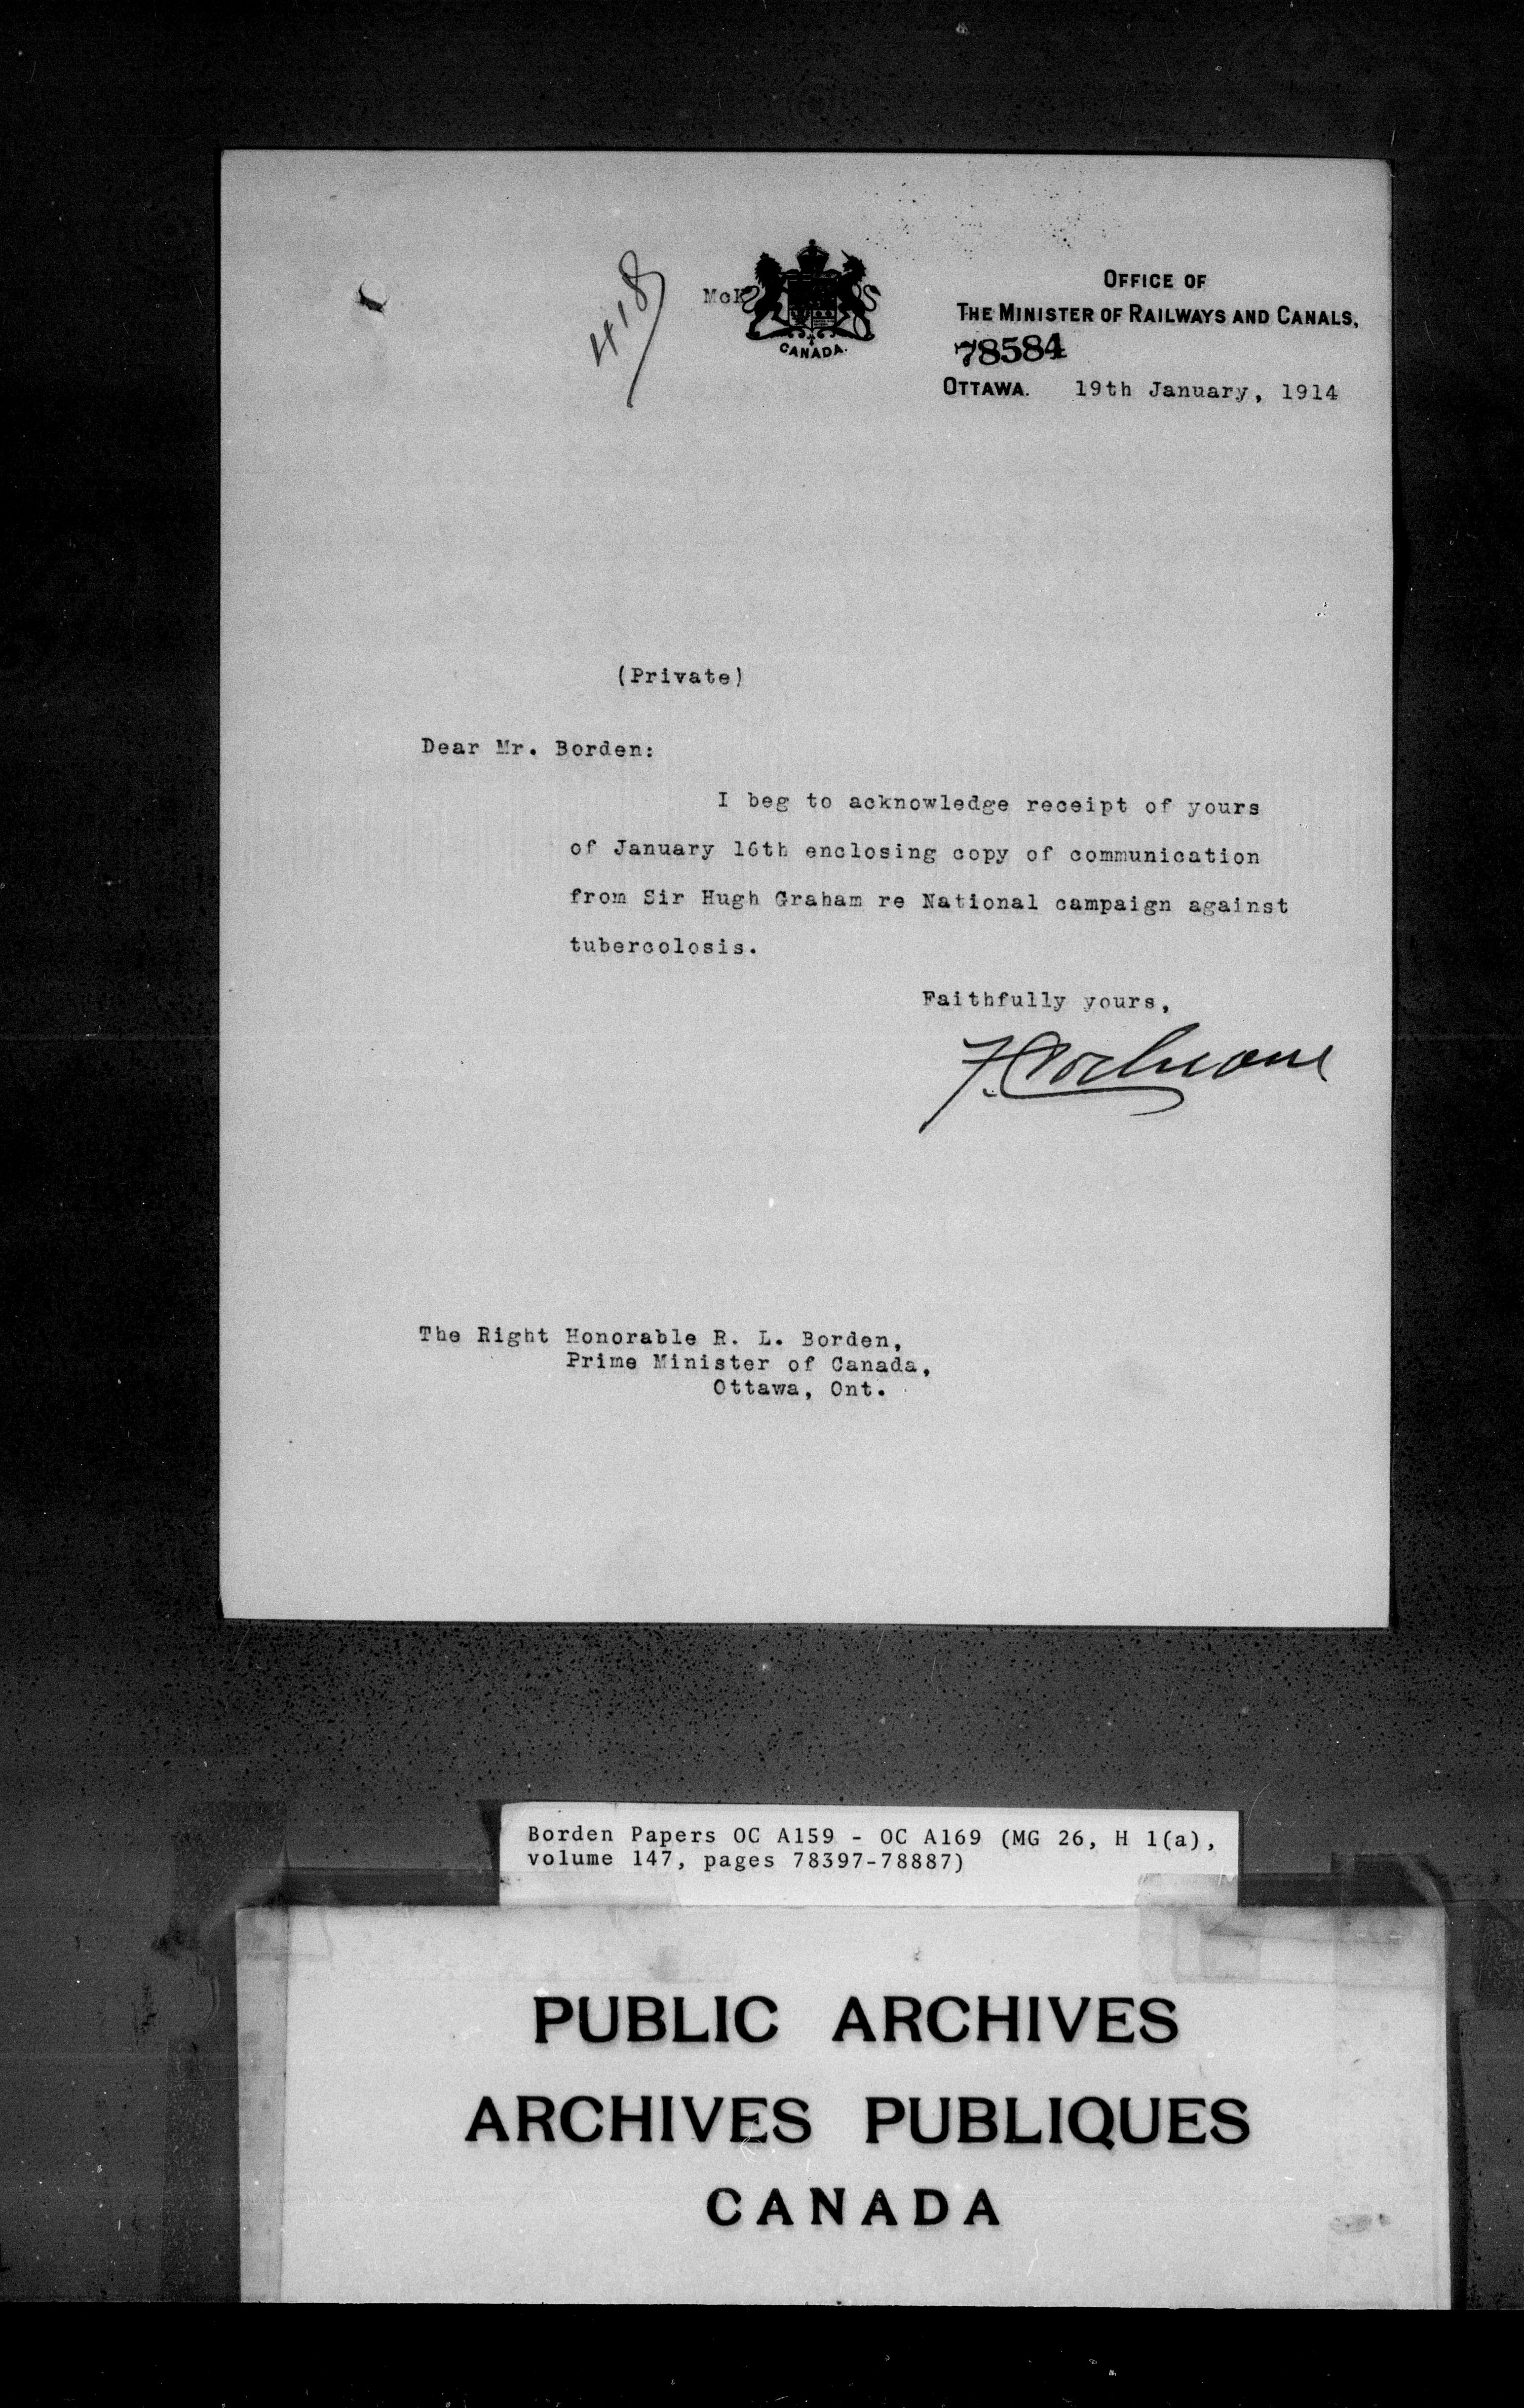 418
McK
CANADA.
OFFICE OF
THE MINISTER OF RAILWAYS AND CANALS,
78584
OTTAWA. 19th January, 1914
(Private)
Dear Mr. Borden:
I beg to acknowledge receipt of yours
of January 16th enclosing copy of communication
from Sir Hugh Graham re National campaign against
tubercolosis.
Faithfully yours,
F. Cochrane
The Right Honorable R. L. Borden,
Prime Minister of Canada,
Ottawa, Ont.
Borden Papers OC A159 - OC A169 (MG 26, H 1(a),
volume 147, pages 78397-78887)
PUBLIC ARCHIVES
ARCHIVES PUBLIQUES
CANADA